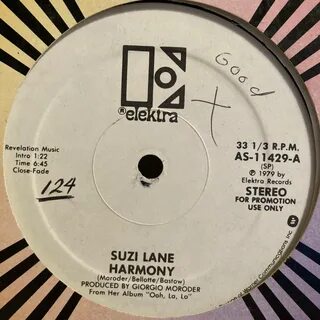 Good
+
® elektra
Revelation Music
Intro 1:22
Time 6:45
Close-Fade
124
33 1/3 R.P.M.
AS-11429-A
(SP)
Ⓟ 1979 by
Elektra Records
STEREO
FOR PROMOTION
USE ONLY
SUZI LANE
HARMONY
(Moroder/Bellotte/Bastow)
PRODUCED BY GIORGIO MORODER
From Her Album "Ooh, La, La"
Communications Inc